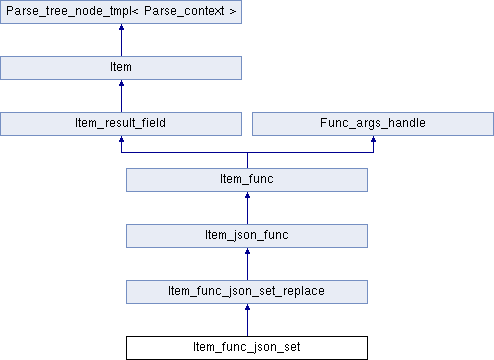 Parse_tree_node_tmpl< Parse_context >
Item
Item_result_field
Func_args_handle
Item_func
Item_json_func
Item_func_json_set_replace
Item_func_json_set